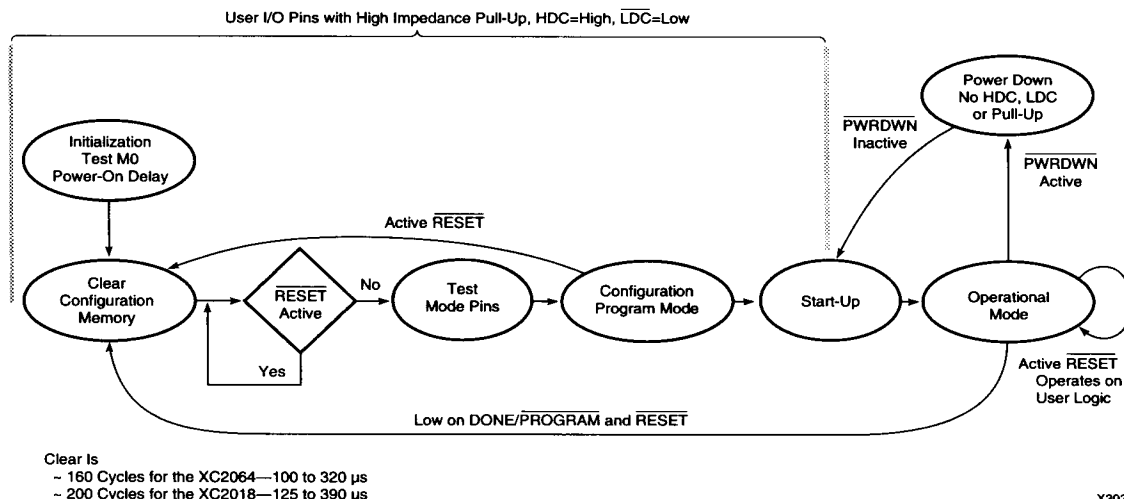 User I/O Pins with High Impedance Pull-Up, HDC=High, LDC=Low
Power Down
No HDC, LDC
or Pull-Up
Initialization
Test M0
Power-On Delay
PWRDWN
Inactive
PWRDWN
Active
Active RESET
Clear
Configuration
Memory
RESET
Active
No
Test
Mode Pins
Configuration
Program Mode
Start-Up
Operational
Mode
Yes
Active RESET
Operates on
User Logic
Low on DONE/PROGRAM and RESET
Clear Is
~ 160 Cycles for the XC2064—100 to 320 µs
~ 200 Cycles for the XC2018—125 to 390 µs